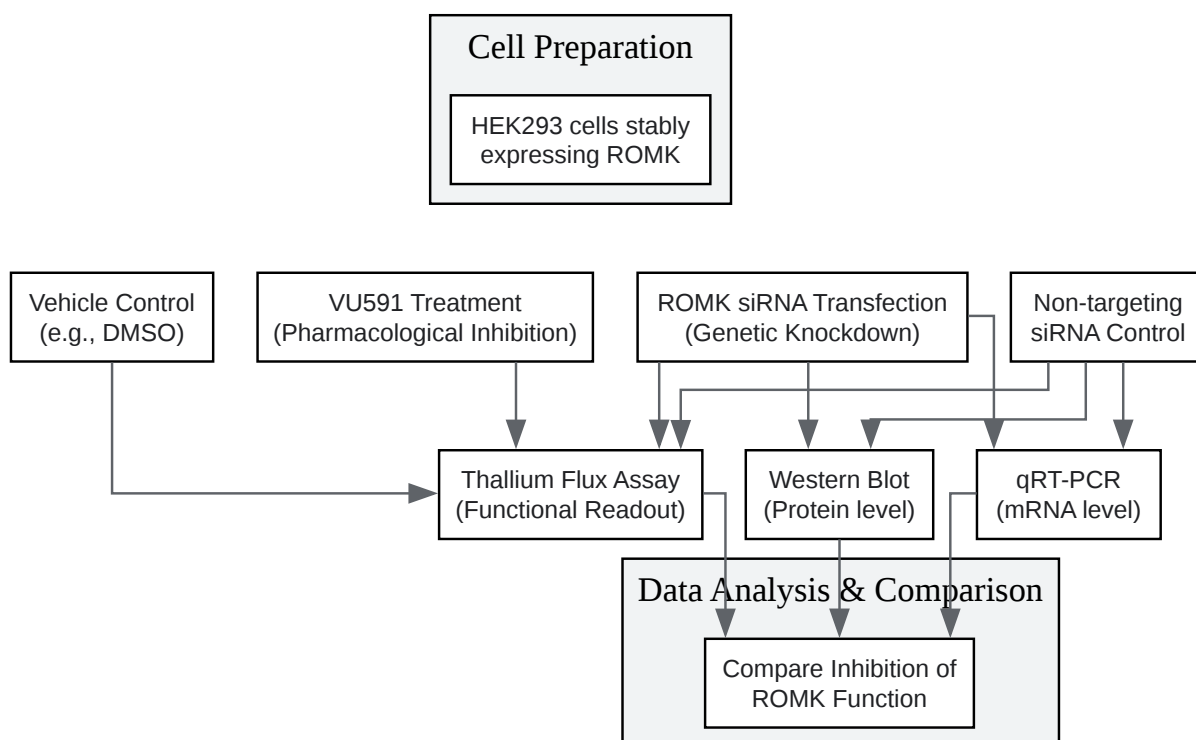 Cell Preparation
HEK293 cells stably
expressing ROMK
Vehicle Control
(e.g., DMSO)
VU591 Treatment
(Pharmacological Inhibition)
ROMK siRNA Transfection
(Genetic Knockdown)
Non-targeting
siRNA Control
Thallium Flux Assay
(Functional Readout)
Western Blot
(Protein level)
qRT-PCR
(mRNA level)
Data Analysis & Comparison
Compare Inhibition of
ROMK Function